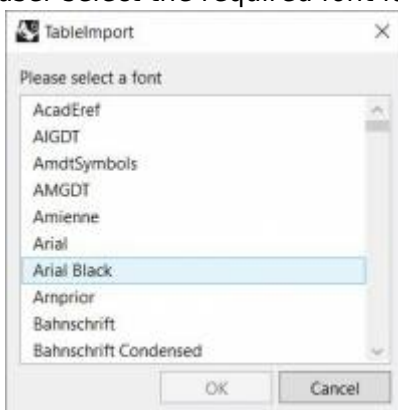 user select the required font f
TableImport
Please select a font
AcadEref
AIGDT
AmdtSymbols
AMGDT
Amienne
Arial
Arial Black
Arnprior
Bahnschrift
Bahnschrift Condensed
OK Cancel